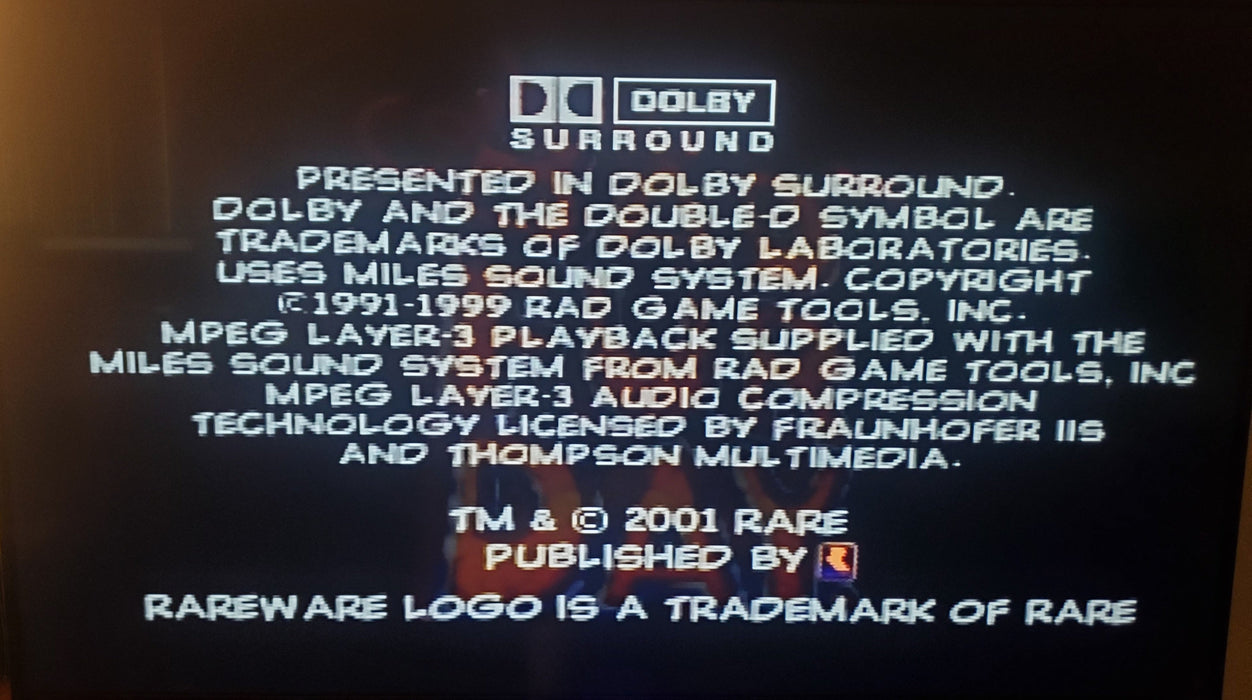 DOLBY
SURROUND
PRESENTED IN DOLBY SURROUND.
DOLBY AND THE DOUBLE-D SYMBOL ARE
TRADEMARKS OF DOLBY LABORATORIES.
USES MILES SOUND SYSTEM. COPYRIGHT
©1991-1999 RAD GAME TOOLS, INC.
MPEG LAYER-3 PLAYBACK SUPPLIED WITH THE
MILES SOUND SYSTEM FROM RAD GAME TOOLS, INC
MPEG LAYER-3 AUDIO COMPRESSION
TECHNOLOGY LICENSED BY FRAUNHOFER IIS
AND THOMPSON MULTIMEDIA.
DAY
TM & © 2001 RARE
PUBLISHED BY
RAREWARE LOGO IS A TRADEMARK OF RARE